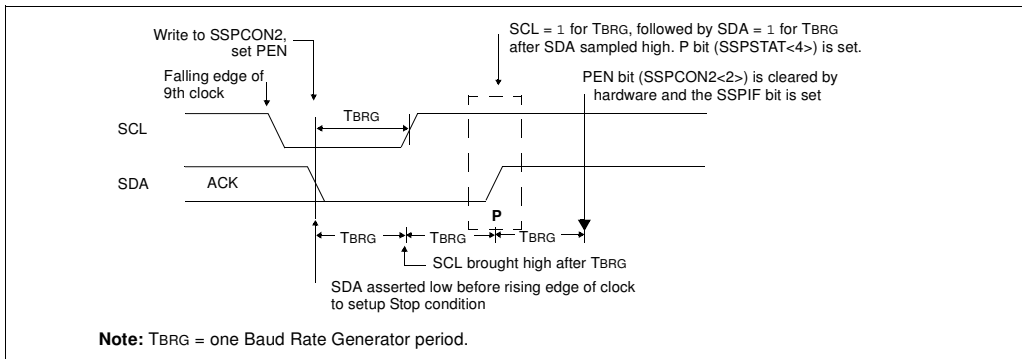 Write to SSPCON2,
set PEN
SCL = 1 for TBRG, followed by SDA = 1 for TBRG
after SDA sampled high. P bit (SSPSTAT<4>) is set.
Falling edge of
9th clock
PEN bit (SSPCON2<2>) is cleared by
hardware and the SSPIF bit is set
TBRG
SCL
SDA
ACK
P
TBRG
TBRG
TBRG
SCL brought high after TBRG
SDA asserted low before rising edge of clock
to setup Stop condition
Note: TBRG = one Baud Rate Generator period.